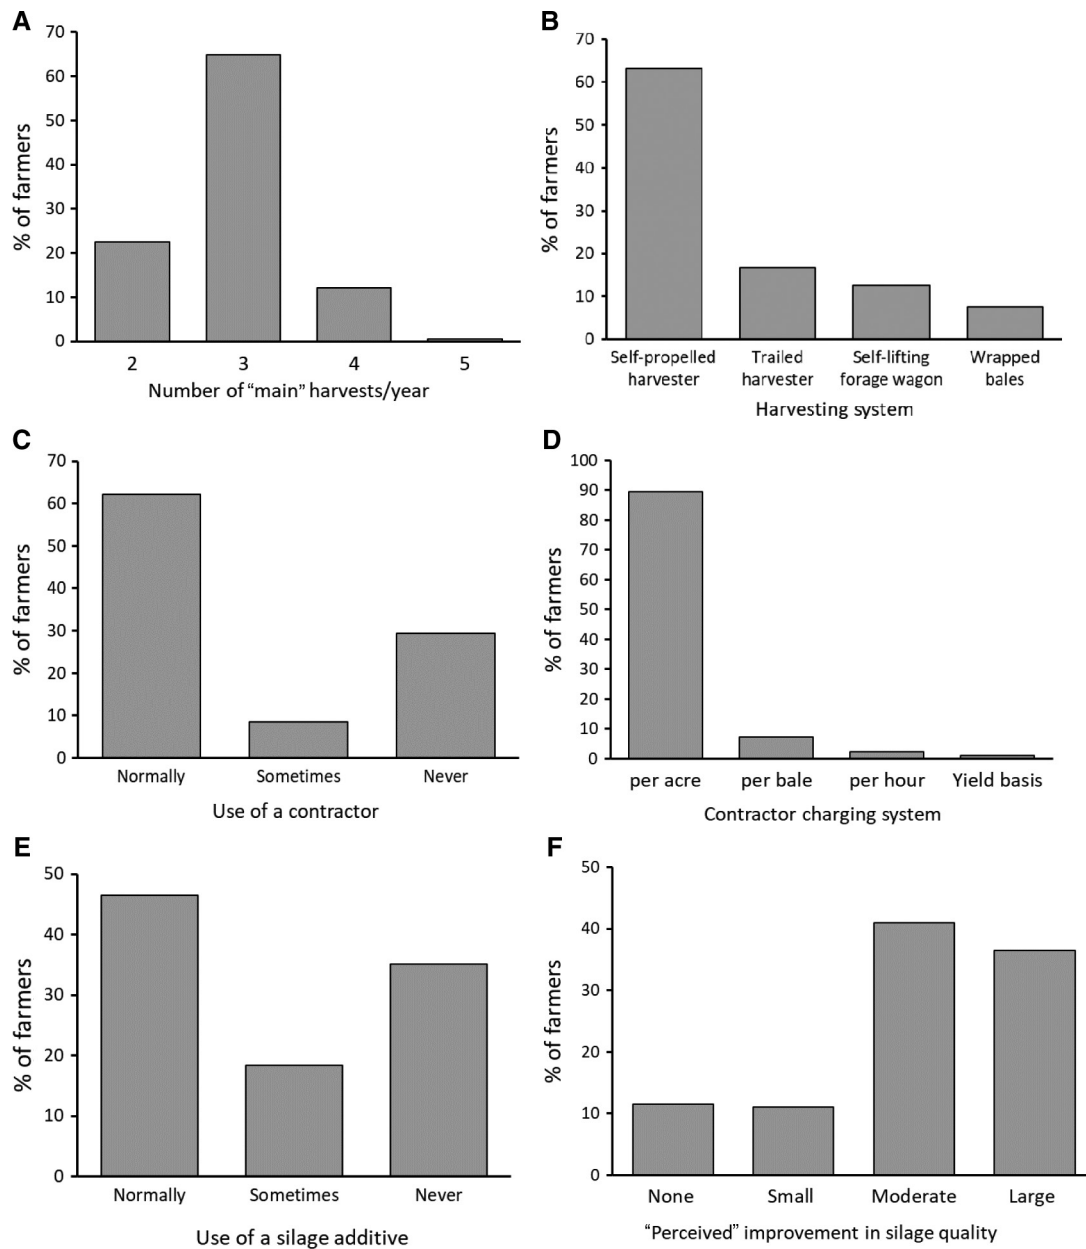 A
% of farmers
70
60
50
40
30
20
10
0
2 3 4 5
Number of “main” harvests/year
B
% of farmers
70
60
50
40
30
20
10
0
Self-propelled harvester
Trailed harvester
Self-lifting forage wagon
Wrapped bales
Harvesting system
C
% of farmers
70
60
50
40
30
20
10
0
Normally Sometimes Never
Use of a contractor
D
% of farmers
100
90
80
70
60
50
40
30
20
10
0
per acre per bale per hour Yield basis
Contractor charging system
E
% of farmers
50
40
30
20
10
0
Normally Sometimes Never
Use of a silage additive
F
% of farmers
50
40
30
20
10
0
None Small Moderate Large
“Perceived” improvement in silage quality